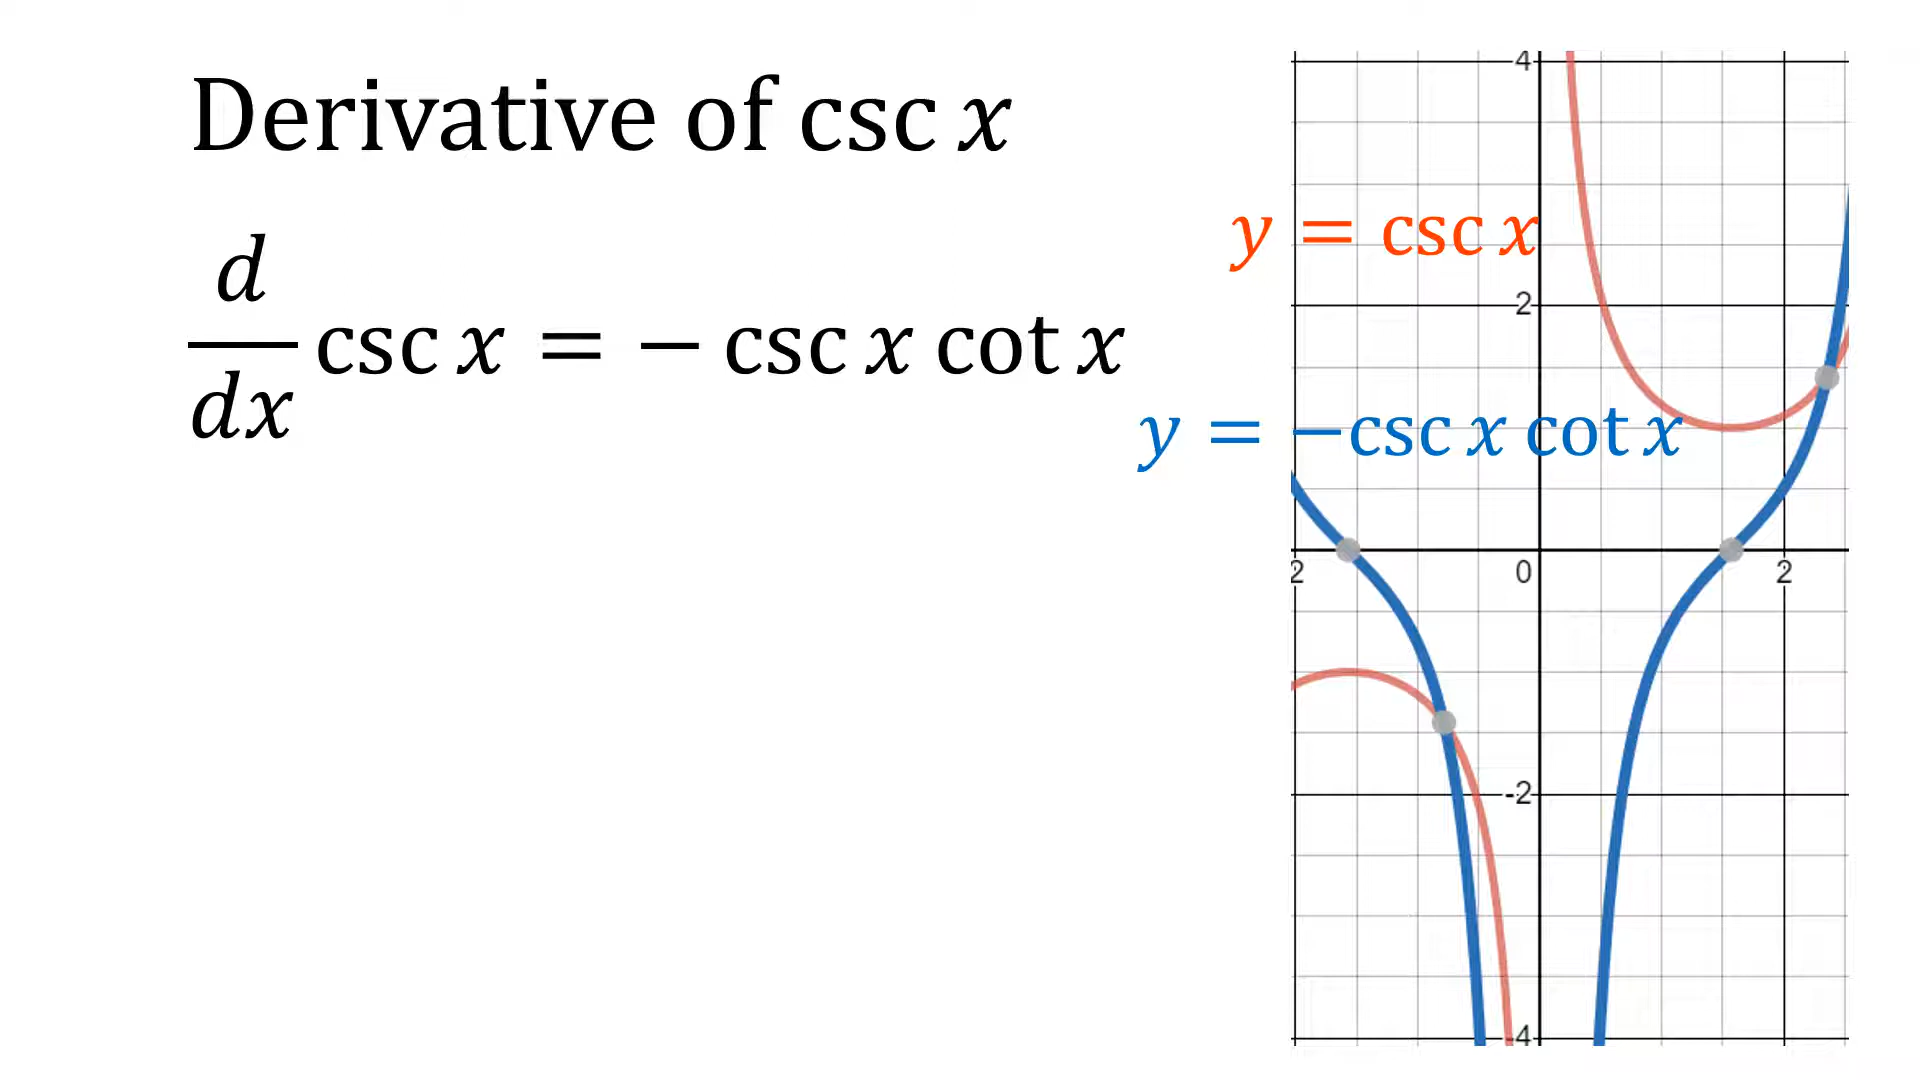 Derivative of csc x
d/dx csc x = − csc x cot x
y = csc x
y = −csc x cot x
4
2
2
0
2
-2
-4